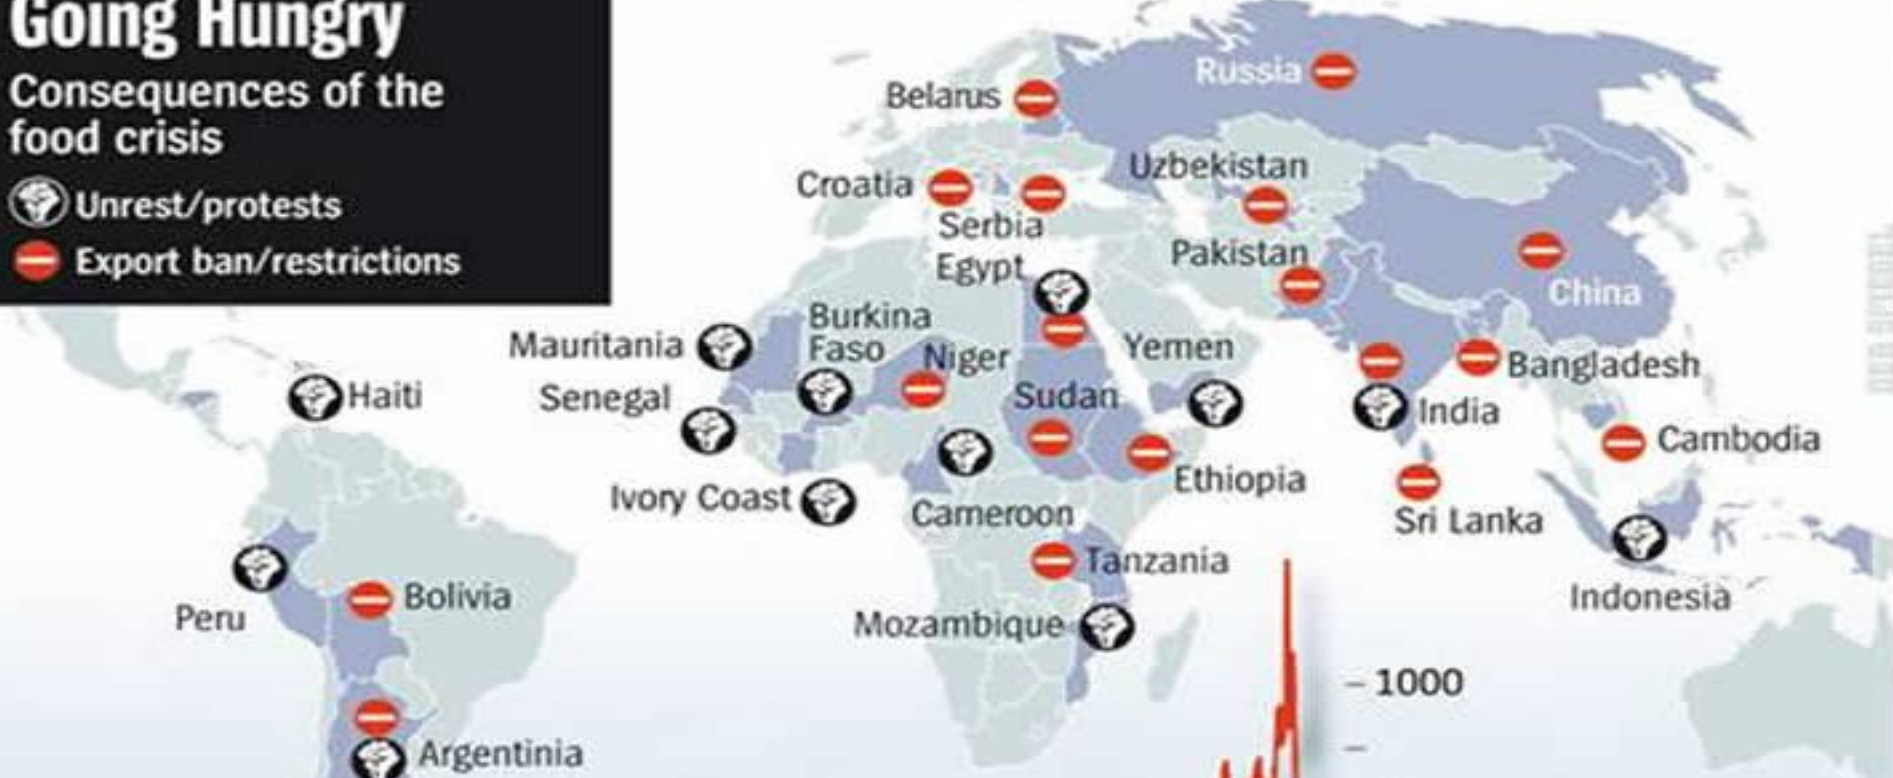 Going Hungry
Consequences of the
food crisis
Unrest/protests
Export ban/restrictions
Russia
Belarus
Uzbekistan
Croatia
Serbia
Pakistan
Egypt
China
Burkina
Faso
Mauritania
Niger
Yemen
Bangladesh
Haiti
Senegal
Sudan
India
Cambodia
Ethiopia
Ivory Coast
Cameroon
Sri Lanka
Tanzania
Indonesia
Bolivia
Peru
Mozambique
1000
Argentinia